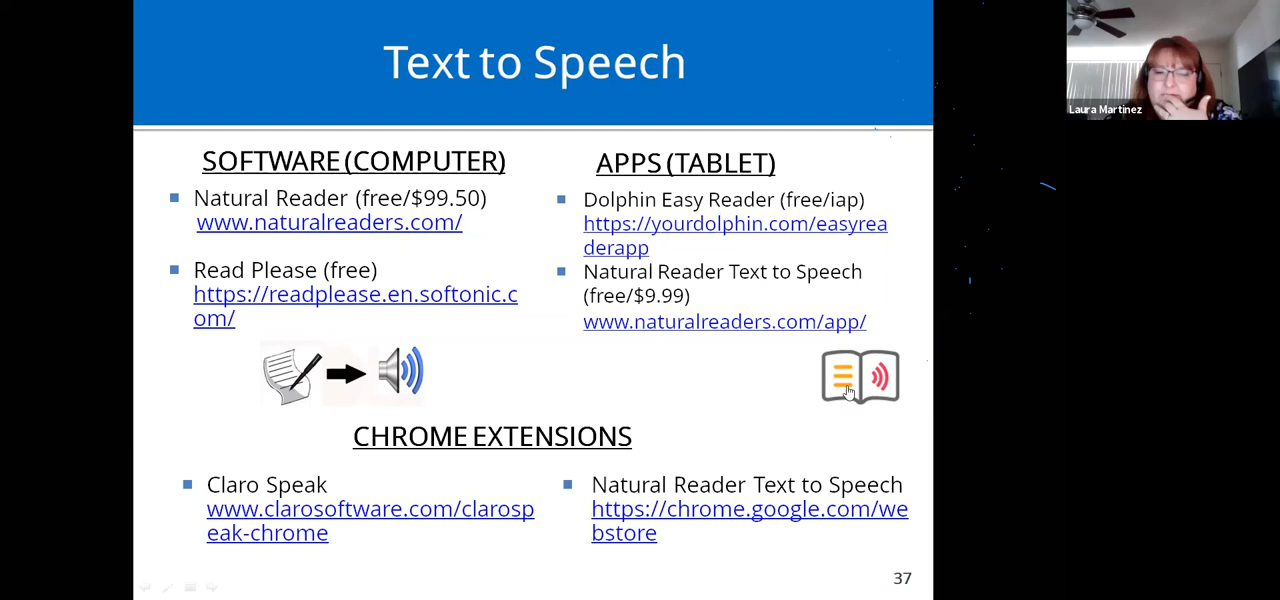 Text to Speech
Laura Martinez
SOFTWARE (COMPUTER)
Natural Reader (free/$99.50)
www.naturalreaders.com/
Read Please (free)
https://readplease.en.softonic.c
om/
APPS (TABLET)
Dolphin Easy Reader (free/iap)
https://yourdolphin.com/easyrea
derapp
Natural Reader Text to Speech
(free/$9.99)
www.naturalreaders.com/app/
CHROME EXTENSIONS
Claro Speak
www.clarosoftware.com/clarosp
eak-chrome
Natural Reader Text to Speech
https://chrome.google.com/we
bstore
37